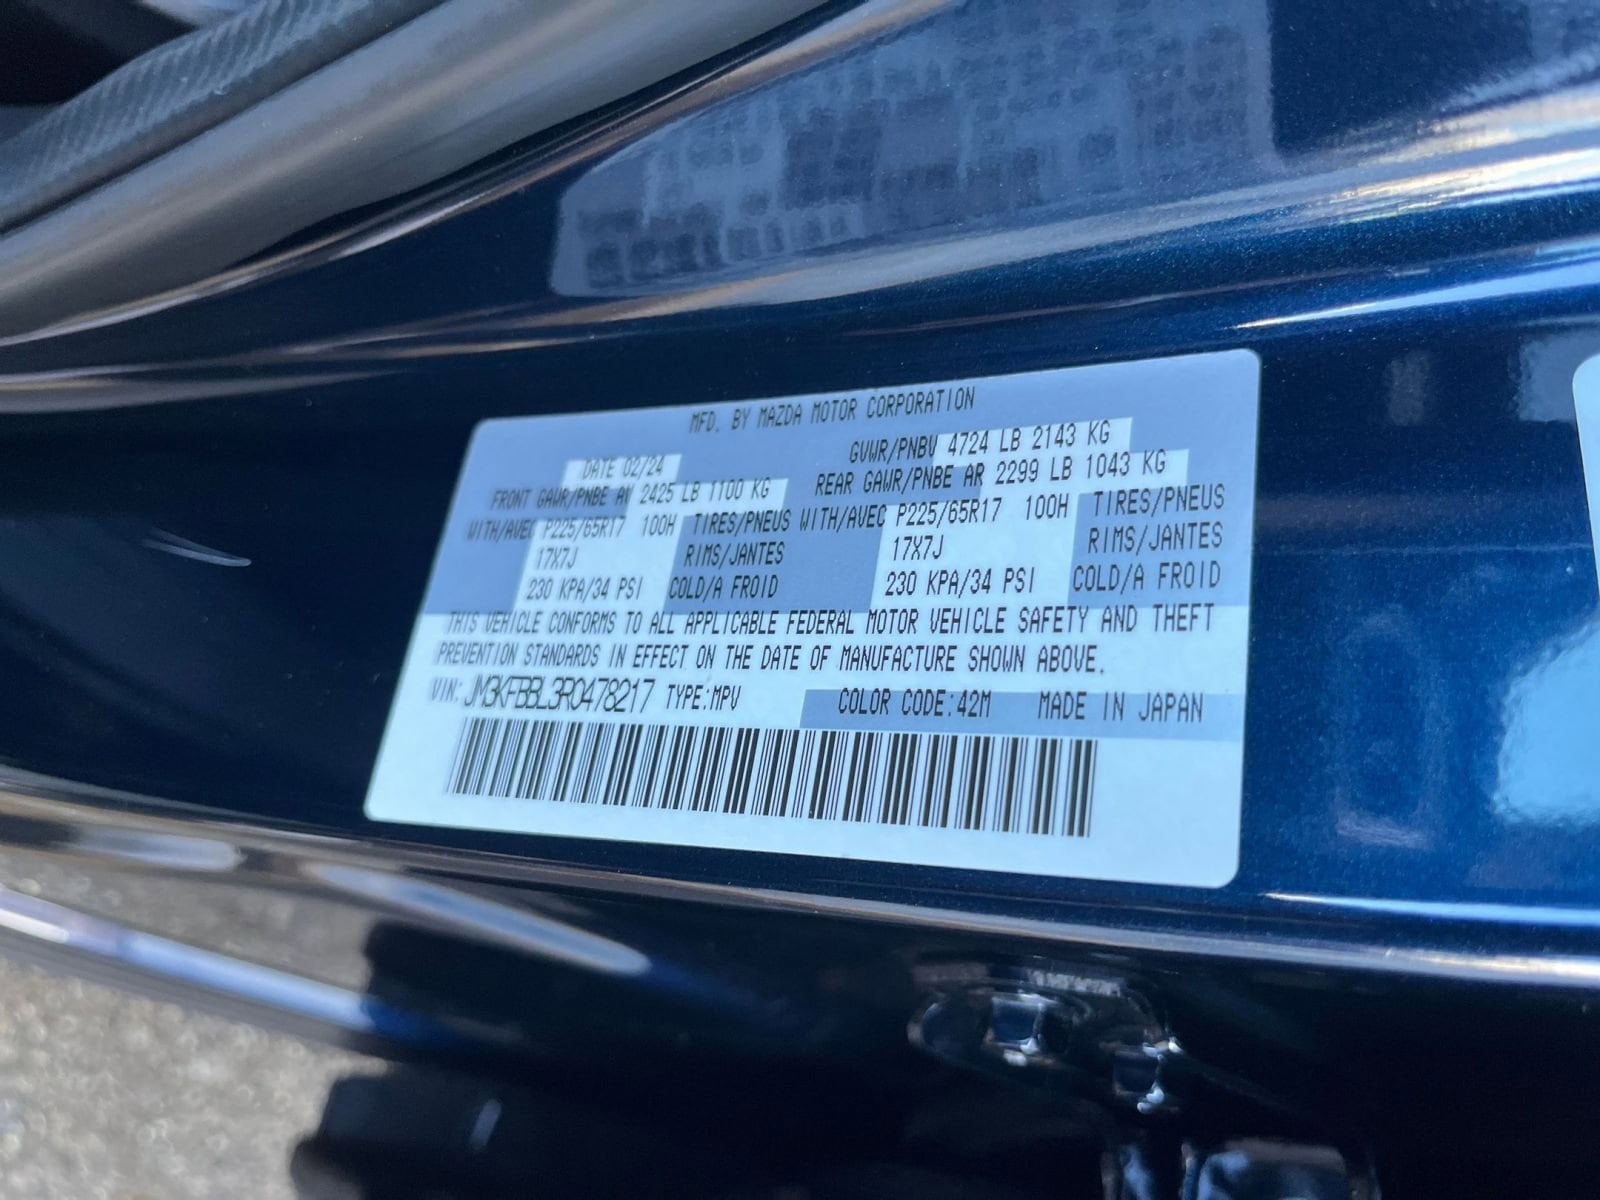 MFD. BY MAZDA MOTOR CORPORATION
DATE 02/24 GVWR/PNBV 4724 LB 2143 KG
FRONT GAWR/PNBE AV 2425 LB 1100 KG REAR GAWR/PNBE AR 2299 LB 1043 KG
WITH/AVEC P225/65R17 100H TIRES/PNEUS WITH/AVEC P225/65R17 100H TIRES/PNEUS
17X7J RIMS/JANTES 17X7J RIMS/JANTES
230 KPA/34 PSI COLD/A FROID 230 KPA/34 PSI COLD/A FROID
THIS VEHICLE CONFORMS TO ALL APPLICABLE FEDERAL MOTOR VEHICLE SAFETY AND THEFT
PREVENTION STANDARDS IN EFFECT ON THE DATE OF MANUFACTURE SHOWN ABOVE.
VIN: JM3KFBBL3R0478217 TYPE:MPV COLOR CODE:42M MADE IN JAPAN